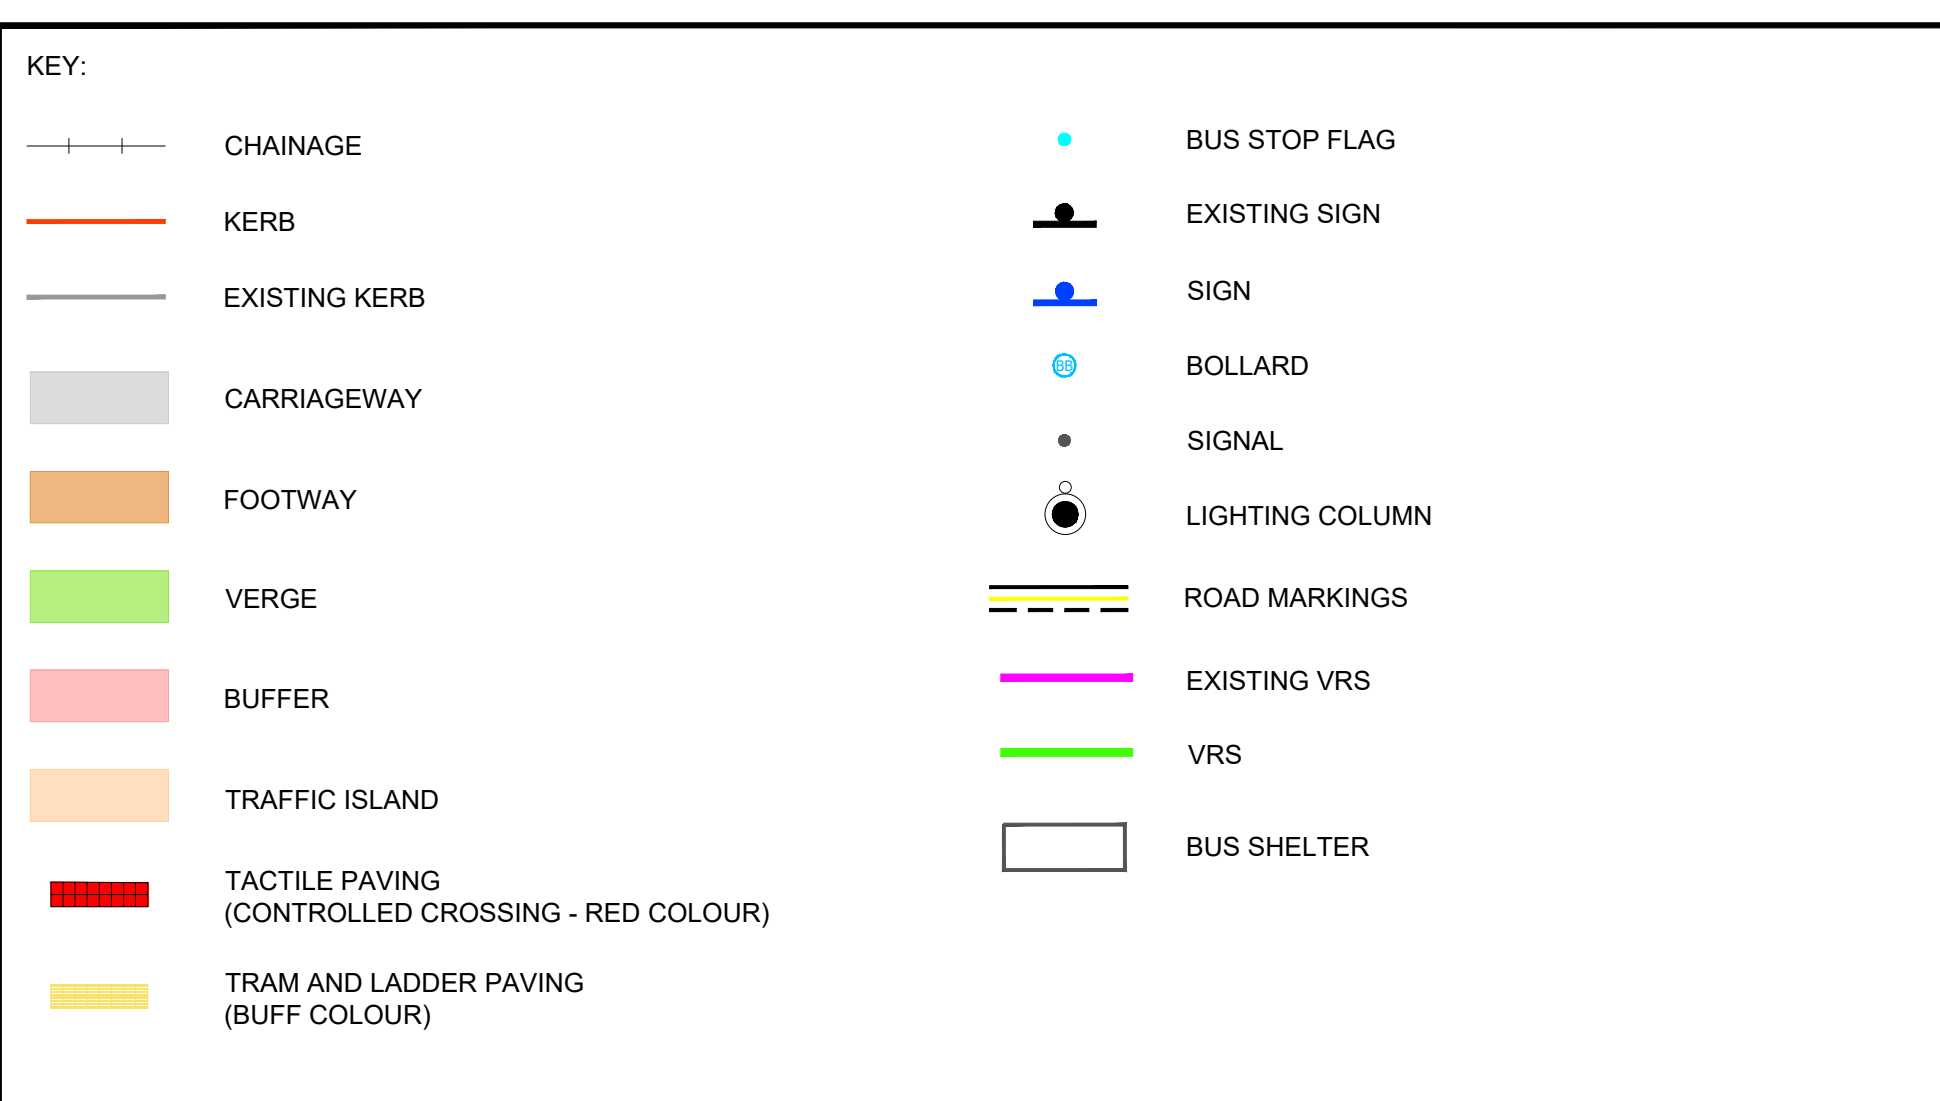 KEY:
CHAINAGE
KERB
EXISTING KERB
CARRIAGEWAY
FOOTWAY
VERGE
BUFFER
TRAFFIC ISLAND
TACTILE PAVING
(CONTROLLED CROSSING - RED COLOUR)
TRAM AND LADDER PAVING
(BUFF COLOUR)
BUS STOP FLAG
EXISTING SIGN
SIGN
BB
BOLLARD
SIGNAL
LIGHTING COLUMN
ROAD MARKINGS
EXISTING VRS
VRS
BUS SHELTER